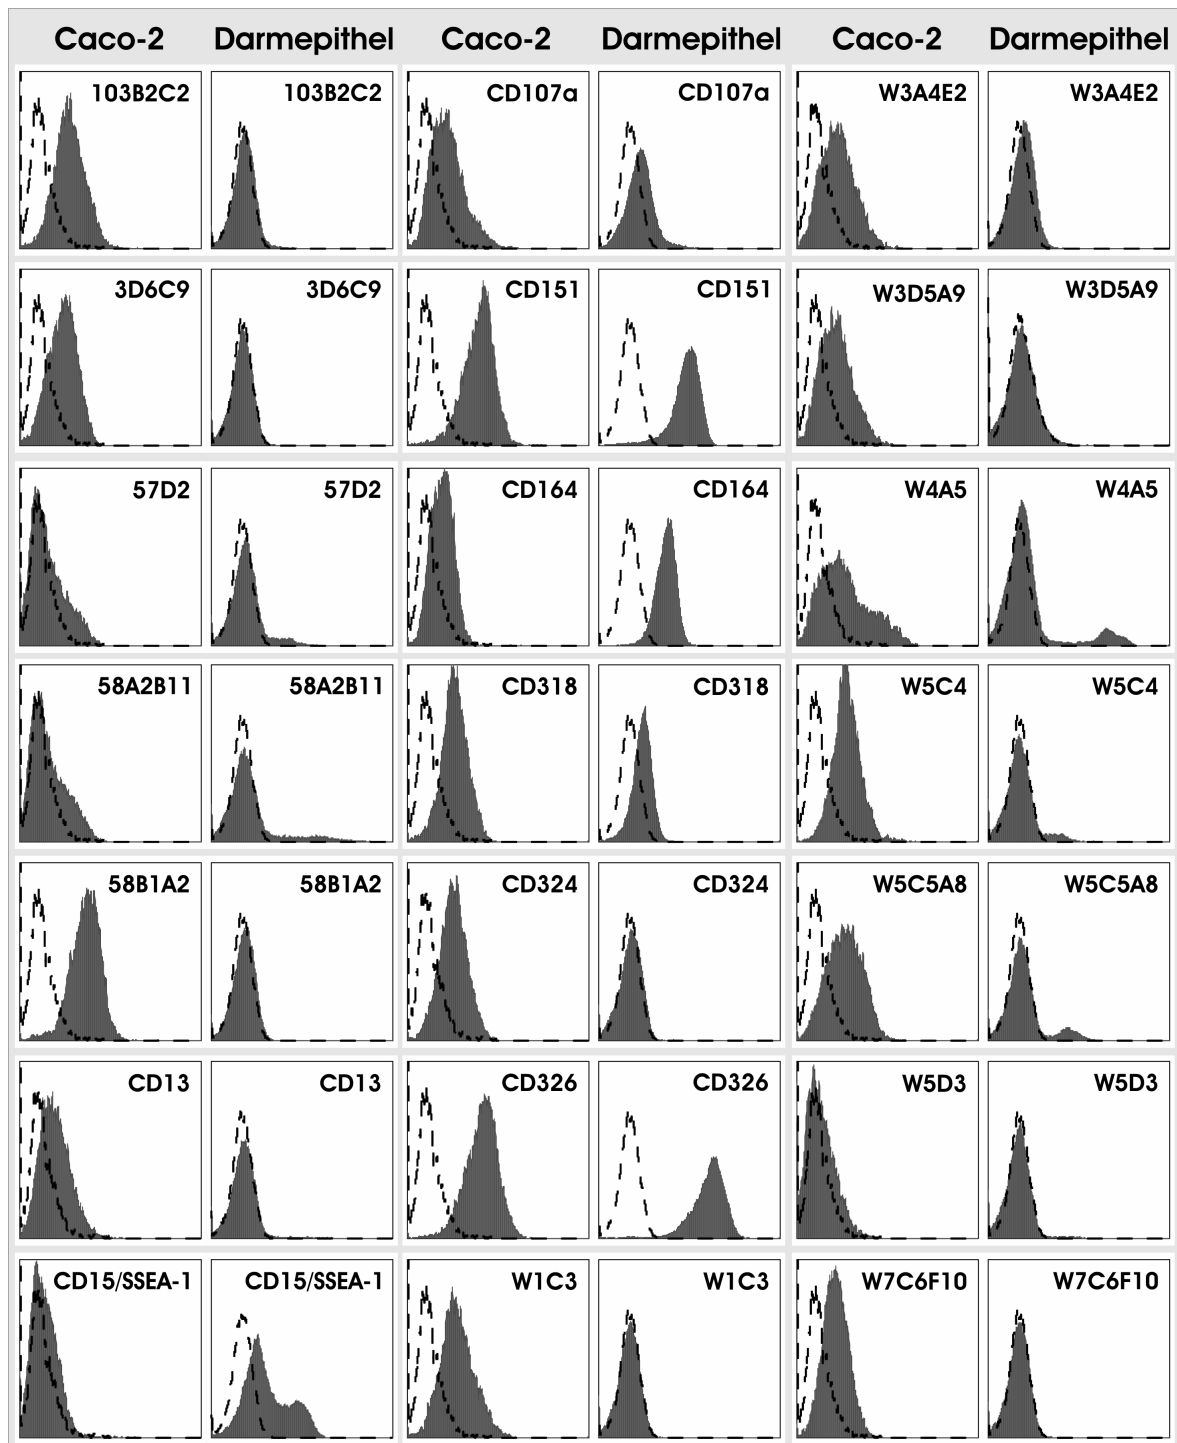 Caco-2 Darmepithel Caco-2 Darmepithel Caco-2 Darmepithel
103B2C2 103B2C2 CD107a CD107a W3A4E2 W3A4E2
3D6C9 3D6C9 CD151 CD151 W3D5A9 W3D5A9
57D2 57D2 CD164 CD164 W4A5 W4A5
58A2B11 58A2B11 CD318 CD318 W5C4 W5C4
58B1A2 58B1A2 CD324 CD324 W5C5A8 W5C5A8
CD13 CD13 CD326 CD326 W5D3 W5D3
CD15/SSEA-1 CD15/SSEA-1 W1C3 W1C3 W7C6F10 W7C6F10